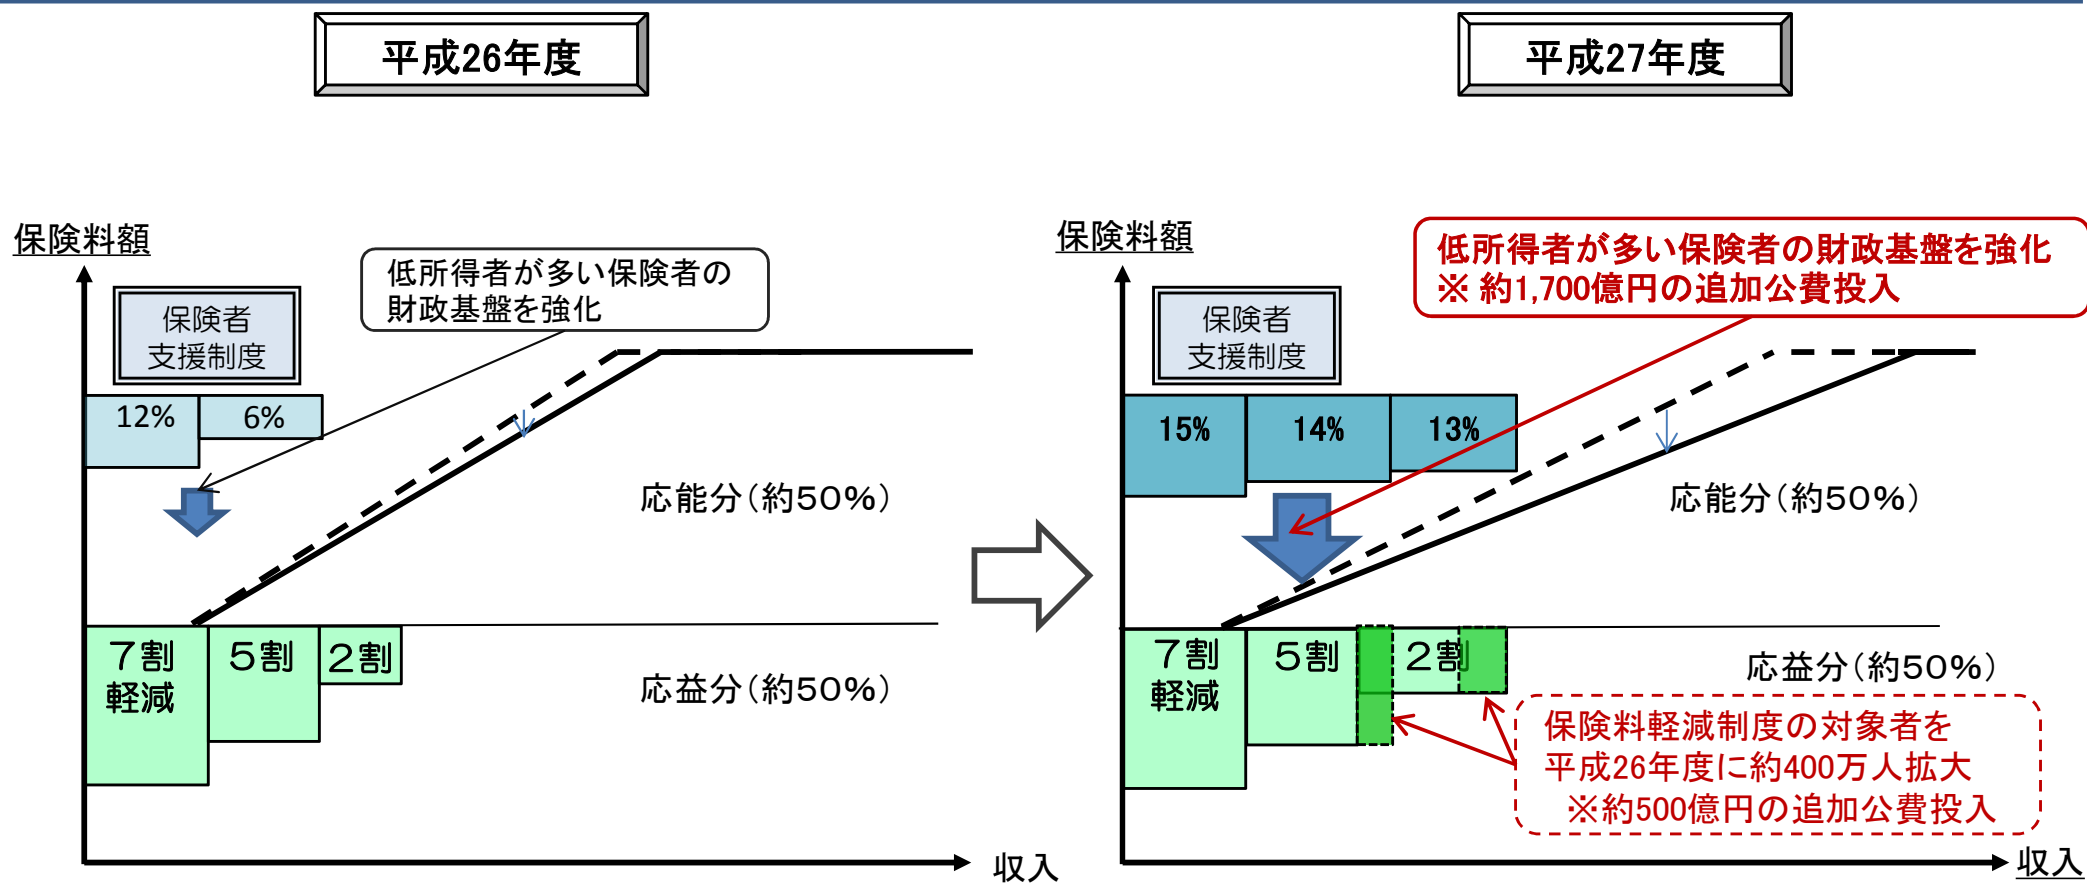 平成26年度
平成27年度
保険料額
低所得者が多い保険者の
財政基盤を強化
保険者
支援制度
12%
6%
応能分(約50%)
7割
軽減
5割
2割
応益分(約50%)
収入
保険料額
低所得者が多い保険者の財政基盤を強化
※ 約1,700億円の追加公費投入
保険者
支援制度
15%
14%
13%
応能分(約50%)
7割
軽減
5割
2割
応益分(約50%)
保険料軽減制度の対象者を
平成26年度に約400万人拡大
※約500億円の追加公費投入
収入